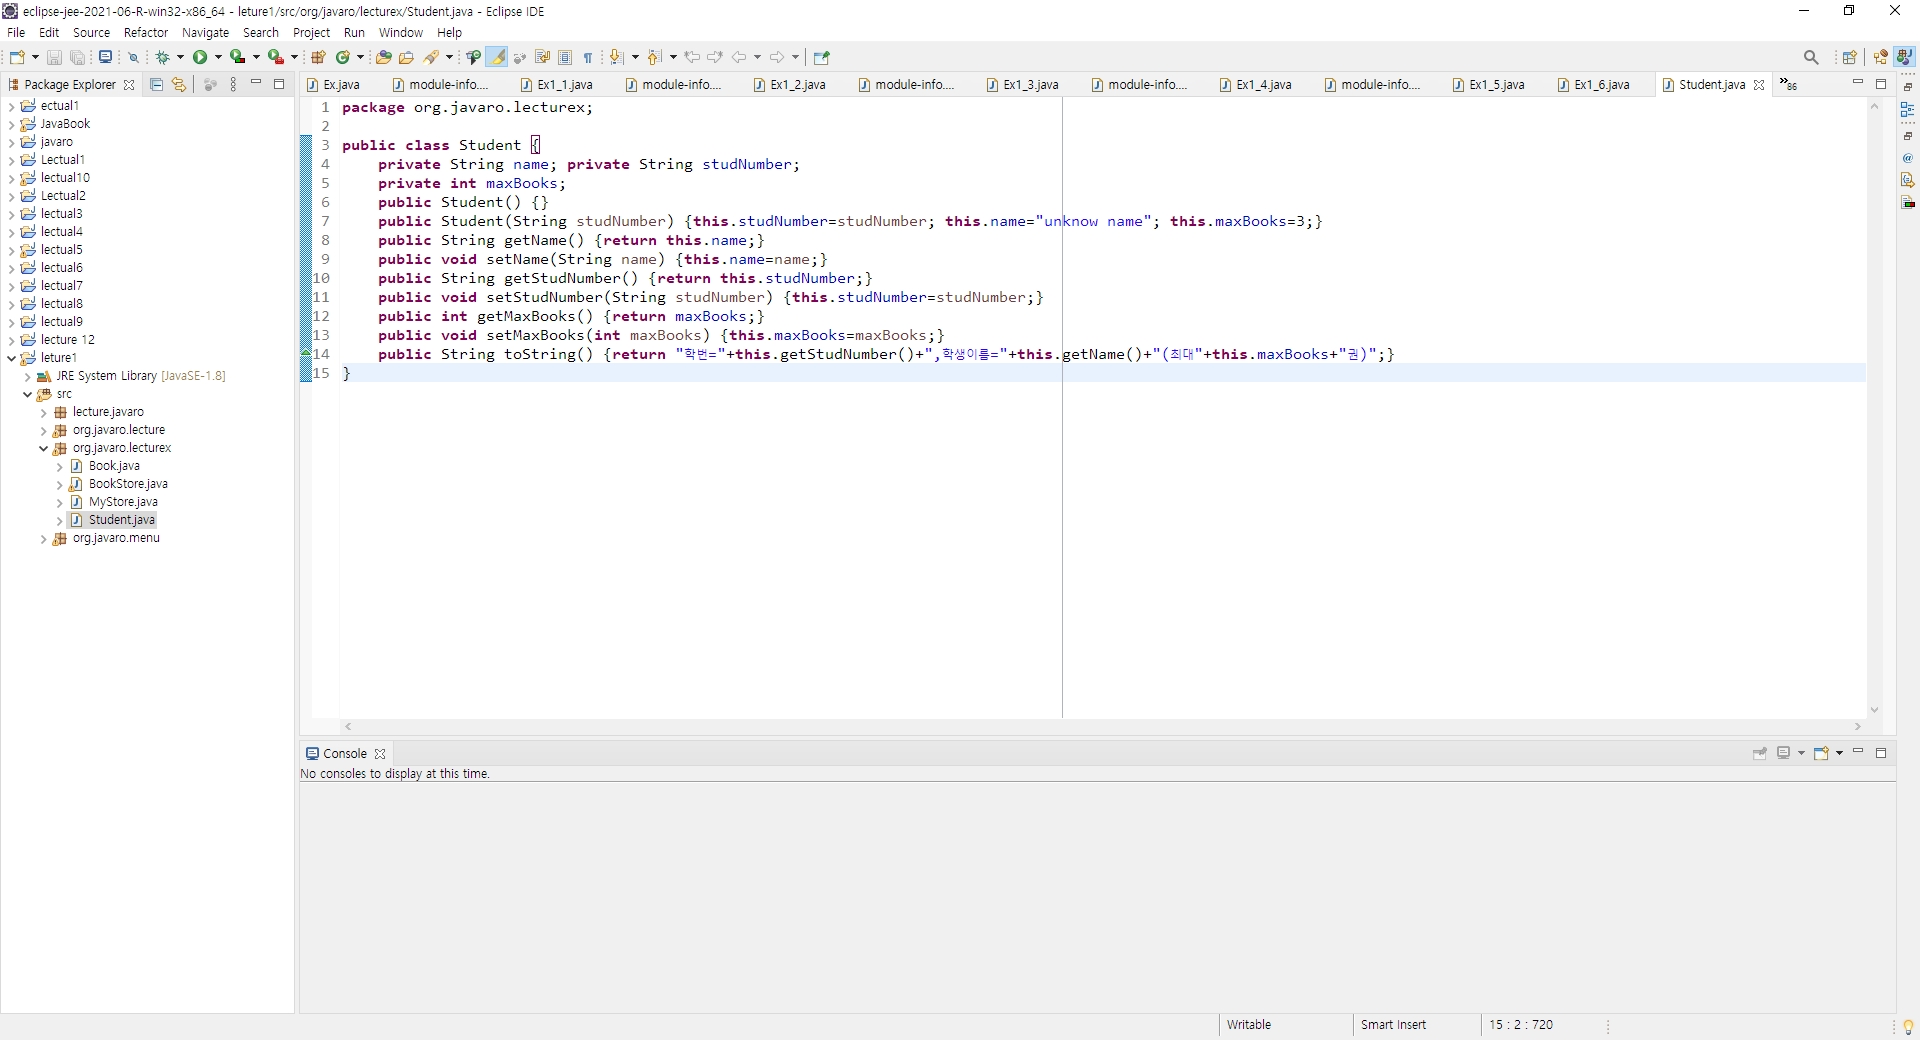 eclipse-jee-2021-06-R-win32-x86_64 - leture1/src/org/javaro/lecturex/Student.java - Eclipse IDE
File Edit Source Refactor Navigate Search Project Run Window Help
Package Explorer
Ex.java module-info.... Ex1_1.java module-info.... Ex1_2.java module-info.... Ex1_3.java module-info.... Ex1_4.java module-info.... Ex1_5.java Ex1_6.java Student.java »86
ectual1
JavaBook
javaro
Lectual1
lectual10
Lectual2
lectual3
lectual4
lectual5
lectual6
lectual7
lectual8
lectual9
lecture 12
leture1
JRE System Library [JavaSE-1.8]
src
lecture.javaro
org.javaro.lecture
org.javaro.lecturex
Book.java
BookStore.java
MyStore.java
Student.java
org.javaro.menu
1 package org.javaro.lecturex;
2
3 public class Student {
4 private String name; private String studNumber;
5 private int maxBooks;
6 public Student() {}
7 public Student(String studNumber) {this.studNumber=studNumber; this.name="unknow name"; this.maxBooks=3;}
8 public String getName() {return this.name;}
9 public void setName(String name) {this.name=name;}
10 public String getStudNumber() {return this.studNumber;}
11 public void setStudNumber(String studNumber) {this.studNumber=studNumber;}
12 public int getMaxBooks() {return maxBooks;}
13 public void setMaxBooks(int maxBooks) {this.maxBooks=maxBooks;}
14 public String toString() {return "학번="+this.getStudNumber()+",학생이름="+this.getName()+"(최대"+this.maxBooks+"권)";}
15 }
Console
No consoles to display at this time.
Writable Smart Insert 15 : 2 : 720